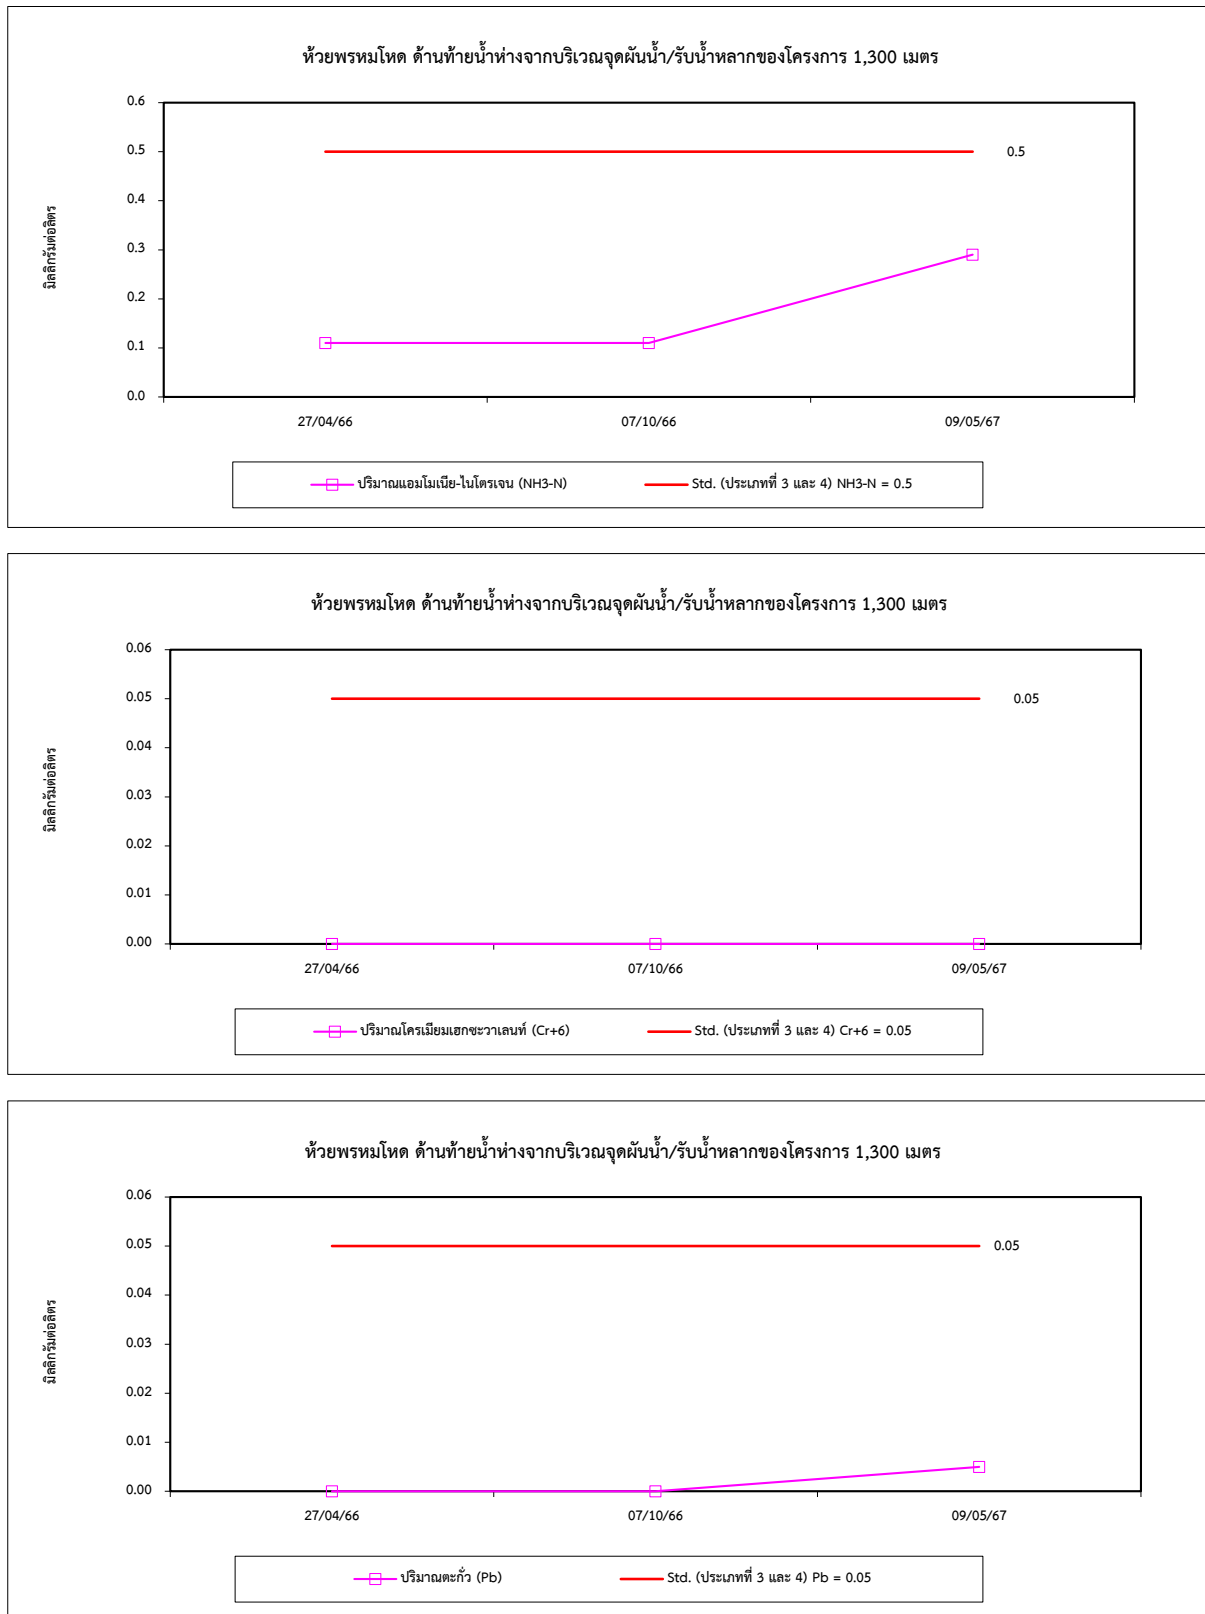 ห้วยพรหมโหด ด้านท้ายน้ำห่างจากบริเวณจุดผันน้ำ/รับน้ำหลากของโครงการ 1,300 เมตร
0.6
0.5
0.5
0.4
มิลลิกรัมต่อลิตร
0.3
0.2
0.1
0.0
27/04/66 07/10/66 09/05/67
ปริมาณแอมโมเนีย-ไนโตรเจน (NH3-N) Std. (ประเภทที่ 3 และ 4) NH3-N = 0.5
ห้วยพรหมโหด ด้านท้ายน้ำห่างจากบริเวณจุดผันน้ำ/รับน้ำหลากของโครงการ 1,300 เมตร
0.06
0.05
0.05
0.04
มิลลิกรัมต่อลิตร
0.03
0.02
0.01
0.00
27/04/66 07/10/66 09/05/67
ปริมาณโครเมียมเฮกซะวาเลนท์ (Cr+6) Std. (ประเภทที่ 3 และ 4) Cr+6 = 0.05
ห้วยพรหมโหด ด้านท้ายน้ำห่างจากบริเวณจุดผันน้ำ/รับน้ำหลากของโครงการ 1,300 เมตร
0.06
0.05
0.05
0.04
มิลลิกรัมต่อลิตร
0.03
0.02
0.01
0.00
27/04/66 07/10/66 09/05/67
ปริมาณตะกั่ว (Pb) Std. (ประเภทที่ 3 และ 4) Pb = 0.05